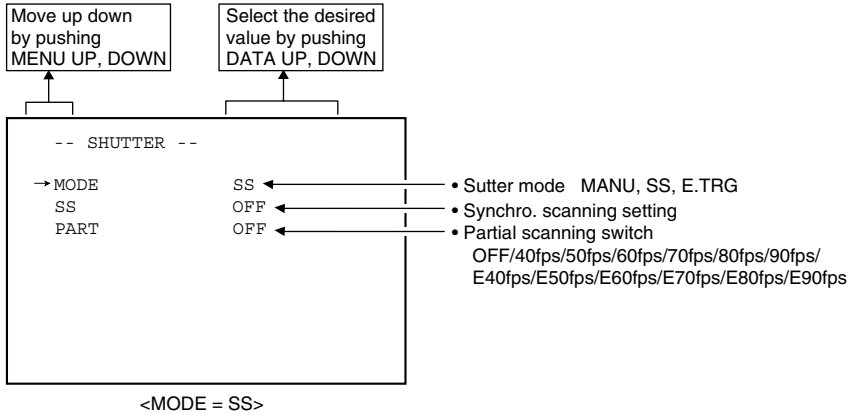 Move up down
by pushing
MENU UP, DOWN
Select the desired
value by pushing
DATA UP, DOWN
-- SHUTTER --
→MODE SS • Sutter mode MANU, SS, E.TRG
SS OFF • Synchro. scanning setting
PART OFF • Partial scanning switch
OFF/40fps/50fps/60fps/70fps/80fps/90fps/
E40fps/E50fps/E60fps/E70fps/E80fps/E90fps
<MODE = SS>